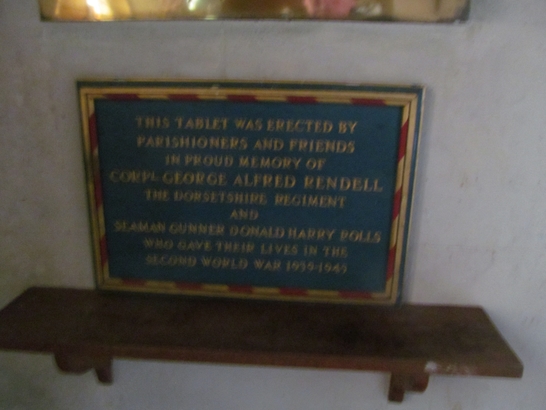 THIS TABLET WAS ERECTED BY
PARISHIONERS AND FRIENDS
IN PROUD MEMORY OF
CORPL GEORGE ALFRED RENDELL
THE DORSETSHIRE REGIMENT
AND
SEAMAN GUNNER DONALD HARRY ROLLS
WHO GAVE THEIR LIVES IN THE
SECOND WORLD WAR 1939-1945